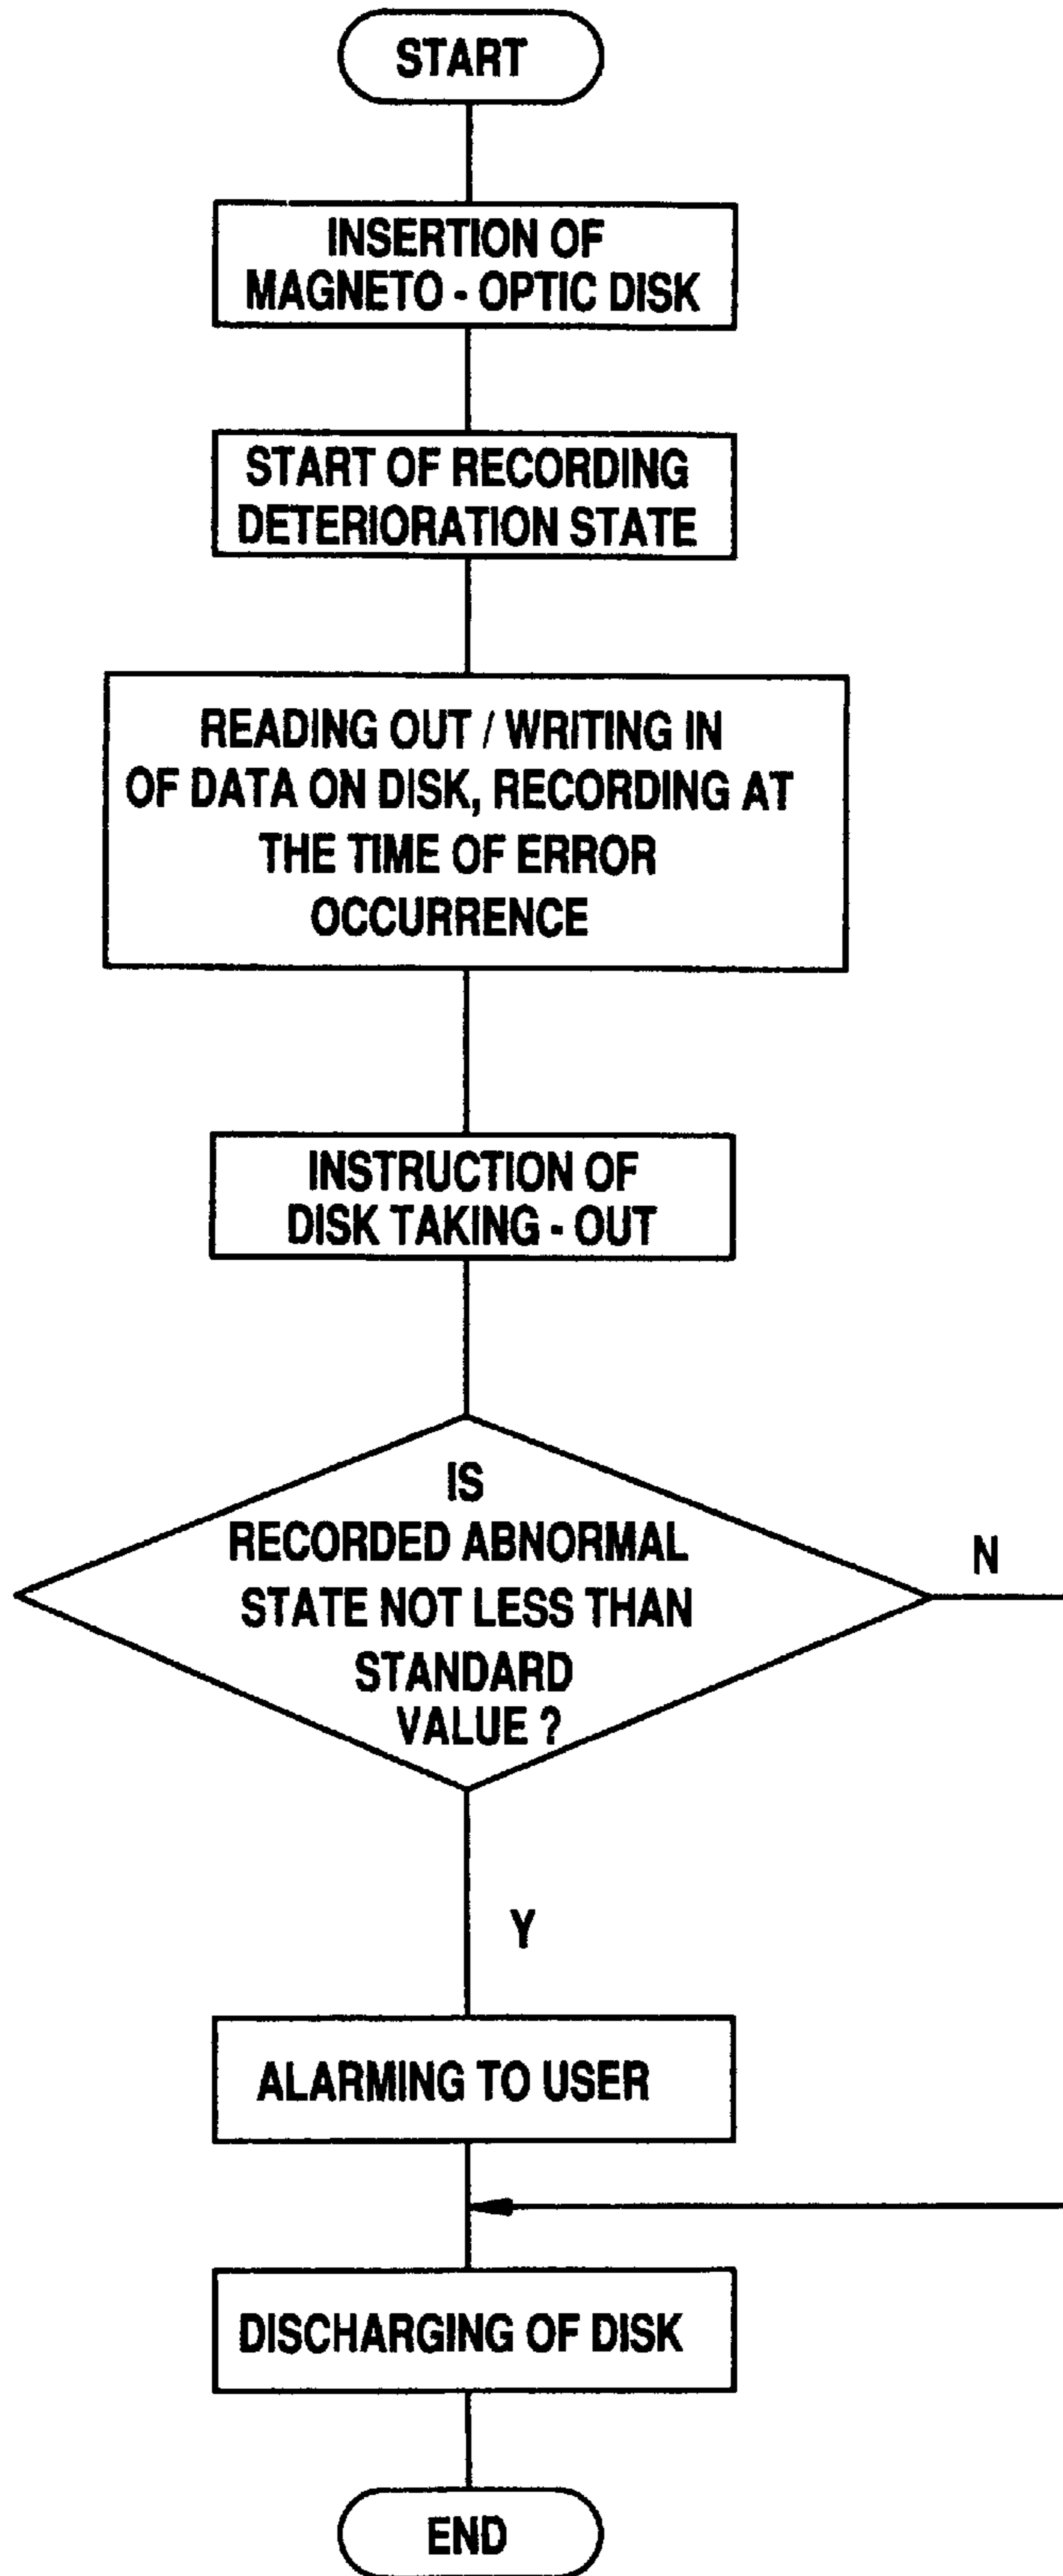 START
INSERTION OF
MAGNETO - OPTIC DISK
START OF RECORDING
DETERIORATION STATE
READING OUT / WRITING IN
OF DATA ON DISK, RECORDING AT
THE TIME OF ERROR
OCCURRENCE
INSTRUCTION OF
DISK TAKING - OUT
IS
RECORDED ABNORMAL
STATE NOT LESS THAN
STANDARD
VALUE ?
N
Y
ALARMING TO USER
DISCHARGING OF DISK
END